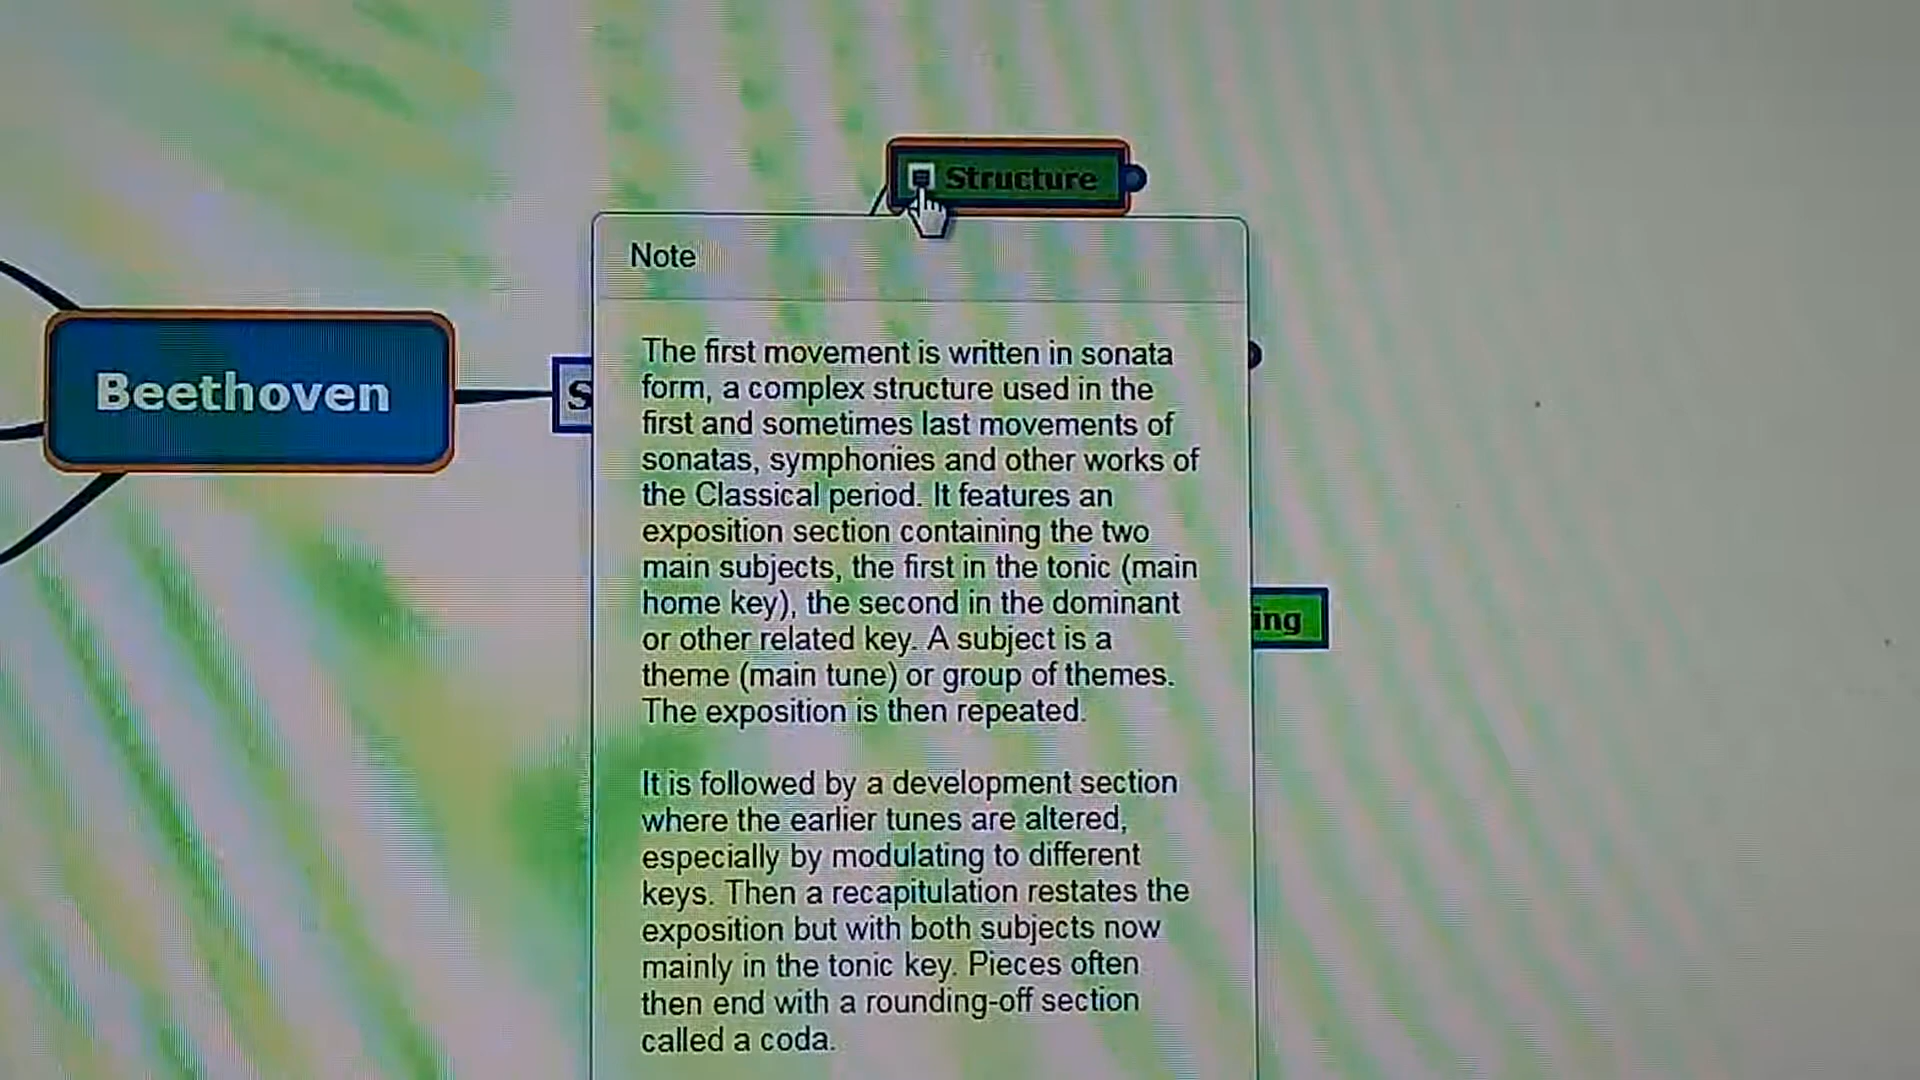 Structure
Note
Beethoven
S
The first movement is written in sonata
form, a complex structure used in the
first and sometimes last movements of
sonatas, symphonies and other works of
the Classical period. It features an
exposition section containing the two
main subjects, the first in the tonic (main
home key), the second in the dominant
or other related key. A subject is a
theme (main tune) or group of themes.
The exposition is then repeated.
ing
It is followed by a development section
where the earlier tunes are altered,
especially by modulating to different
keys. Then a recapitulation restates the
exposition but with both subjects now
mainly in the tonic key. Pieces often
then end with a rounding-off section
called a coda.